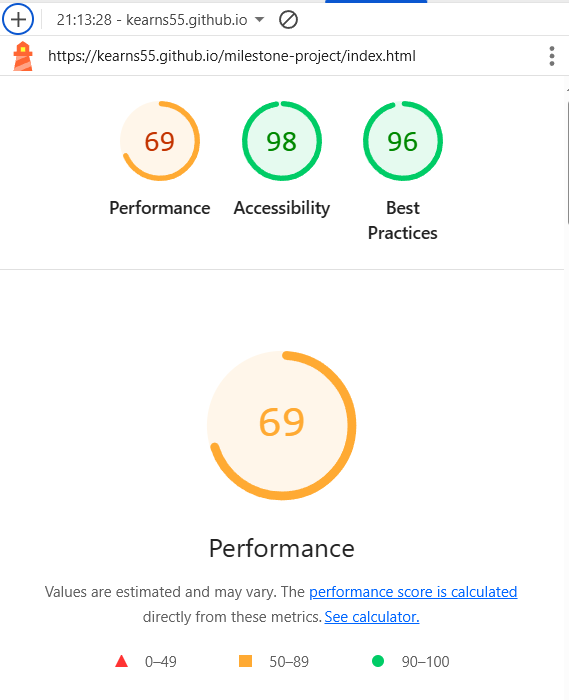 21:13:28 - kearns55.github.io
https://kearns55.github.io/milestone-project/index.html
69
98
96
Performance
Accessibility
Best
Practices
69
Performance
Values are estimated and may vary. The performance score is calculated
directly from these metrics. See calculator.
0–49
50–89
90–100